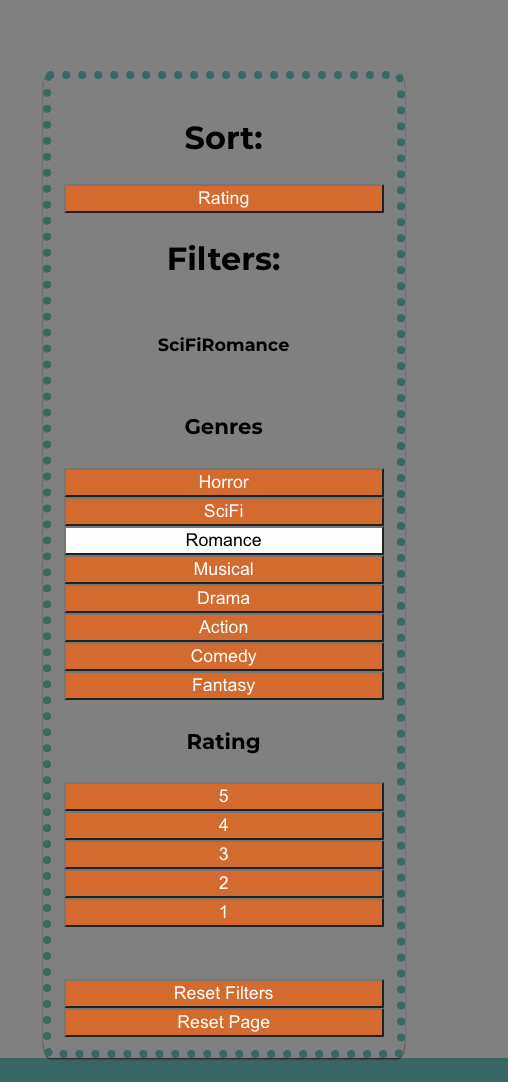 Sort:
Rating
Filters:
SciFiRomance
Genres
Horror
SciFi
Romance
Musical
Drama
Action
Comedy
Fantasy
Rating
5
4
3
2
1
Reset Filters
Reset Page